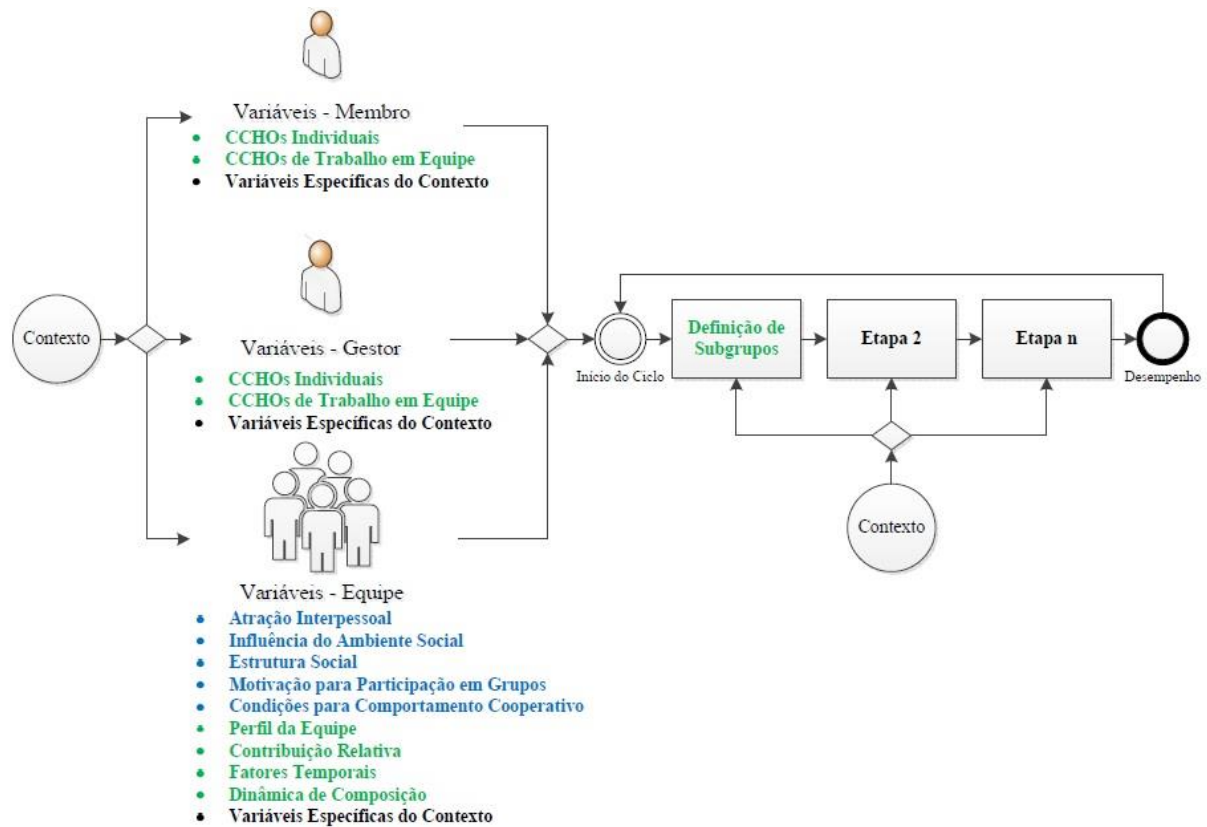 Variáveis - Membro
• CCHOs Individuais
• CCHOs de Trabalho em Equipe
• Variáveis Específicas do Contexto
Contexto
Variáveis - Gestor
• CCHOs Individuais
• CCHOs de Trabalho em Equipe
• Variáveis Específicas do Contexto
Variáveis - Equipe
• Atração Interpessoal
• Influência do Ambiente Social
• Estrutura Social
• Motivação para Participação em Grupos
• Condições para Comportamento Cooperativo
• Perfil da Equipe
• Contribuição Relativa
• Fatores Temporais
• Dinâmica de Composição
• Variáveis Específicas do Contexto
Início do Ciclo
Definição de
Subgrupos
Etapa 2
Etapa n
Desempenho
Contexto